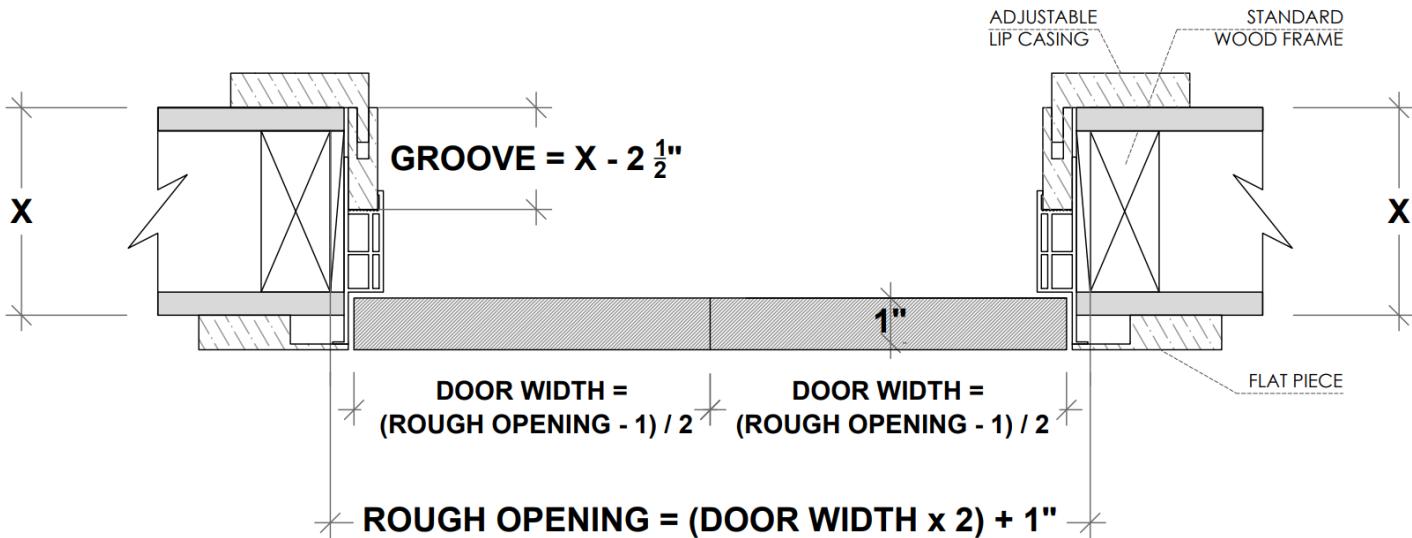 ADJUSTABLE
LIP CASING
STANDARD
WOOD FRAME
GROOVE = X - 2 1/2"
X
X
1"
FLAT PIECE
DOOR WIDTH =
(ROUGH OPENING - 1) / 2
DOOR WIDTH =
(ROUGH OPENING - 1) / 2
ROUGH OPENING = (DOOR WIDTH x 2) + 1"